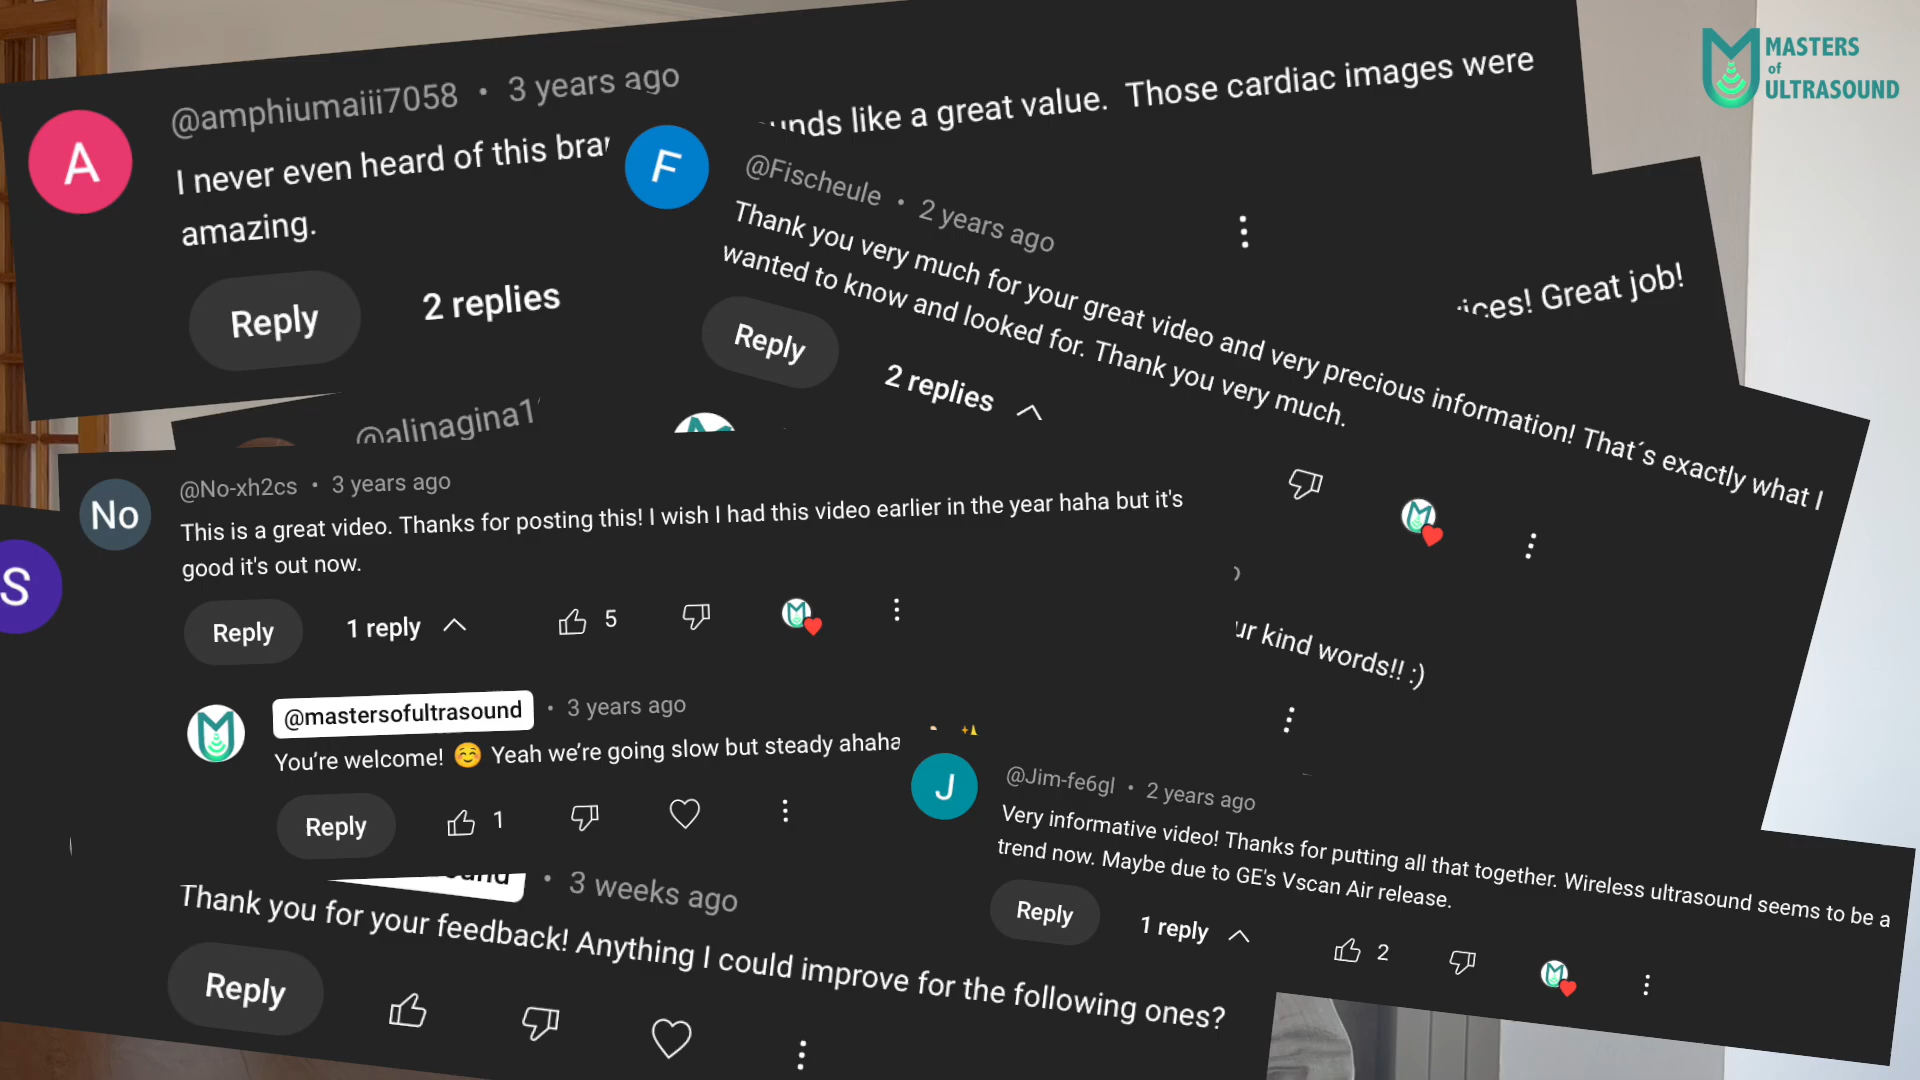 MASTERS
of
ULTRASOUND
@amphiumaiii7058 • 3 years ago
I never even heard of this
like a great value. Those cardiac images were
amazing.
Reply 2 replies
A
F
@Fischeule • 2 years ago
Thank you very much for your great video and very precious information! That´s exactly what I
wanted to know and looked for. Thank you very much.
Reply 2 replies
Great job!
kind words!! :)
No
@No-xh2cs • 3 years ago
This is a great video. Thanks for posting this! I wish I had this video earlier in the year haha but it's
good it's out now.
Reply 1 reply 5
S
@mastersofultrasound • 3 years ago
You’re welcome! ☺️ Yeah we’re going slow but steady ahaha
Reply 1
J
@Jim-fe6gl • 2 years ago
Very informative video! Thanks for putting all that together. Wireless ultrasound seems to be a
trend now. Maybe due to GE's Vscan Air release.
Reply 1 reply 2
• 3 weeks ago
Thank you for your feedback! Anything I could improve for the following ones?
Reply